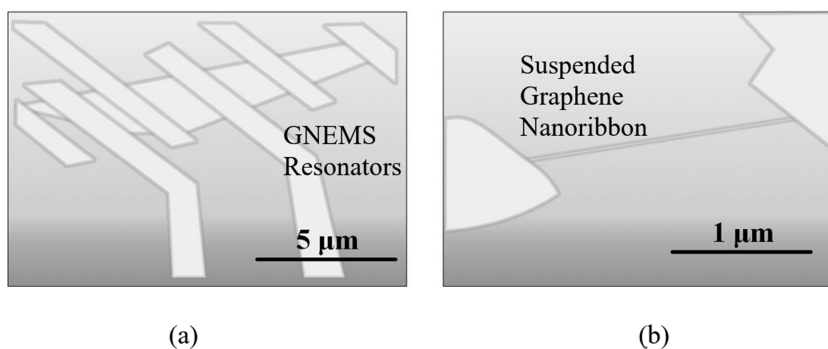 GNEMS
Resonators
5 μm
(a)
Suspended
Graphene
Nanoribbon
1 μm
(b)